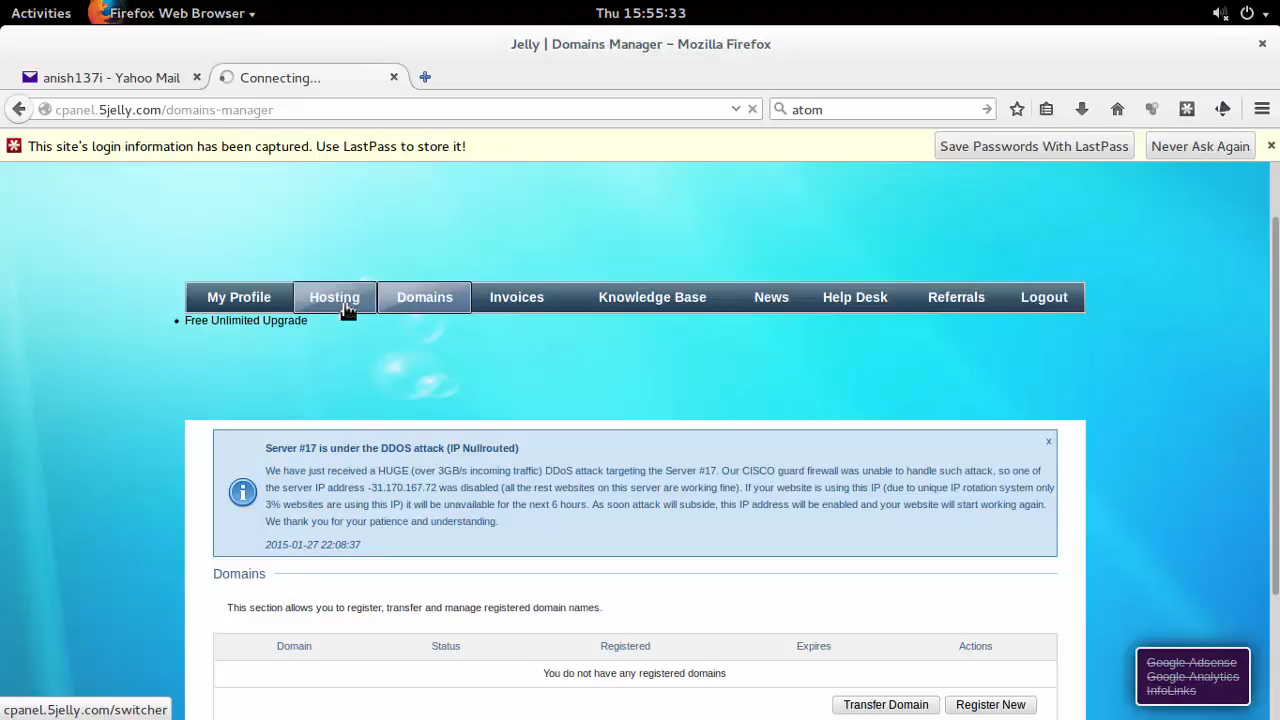 Activities Firefox Web Browser Thu 15:55:33
Jelly | Domains Manager – Mozilla Firefox
anish137i - Yahoo Mail Connecting...
cpanel.5jelly.com/domains-manager atom
This site's login information has been captured. Use LastPass to store it! Save Passwords With LastPass Never Ask Again
My Profile Hosting Domains Invoices Knowledge Base News Help Desk Referrals Logout
Free Unlimited Upgrade
Server #17 is under the DDOS attack (IP Nullrouted) x
We have just received a HUGE (over 3GB/s incoming traffic) DDoS attack targeting the Server #17. Our CISCO guard firewall was unable to handle such attack, so one of
the server IP address -31.170.167.72 was disabled (all the rest websites on this server are working fine). If your website is using this IP (due to unique IP rotation system only
3% websites are using this IP) it will be unavailable for the next 6 hours. As soon attack will subside, this IP address will be enabled and your website will start working again.
We thank you for your patience and understanding.
2015-01-27 22:08:37
Domains
This section allows you to register, transfer and manage registered domain names.
Domain Status Registered Expires Actions
You do not have any registered domains
Transfer Domain Register New
Google Adsense
Google Analytics
InfoLinks
cpanel.5jelly.com/switcher